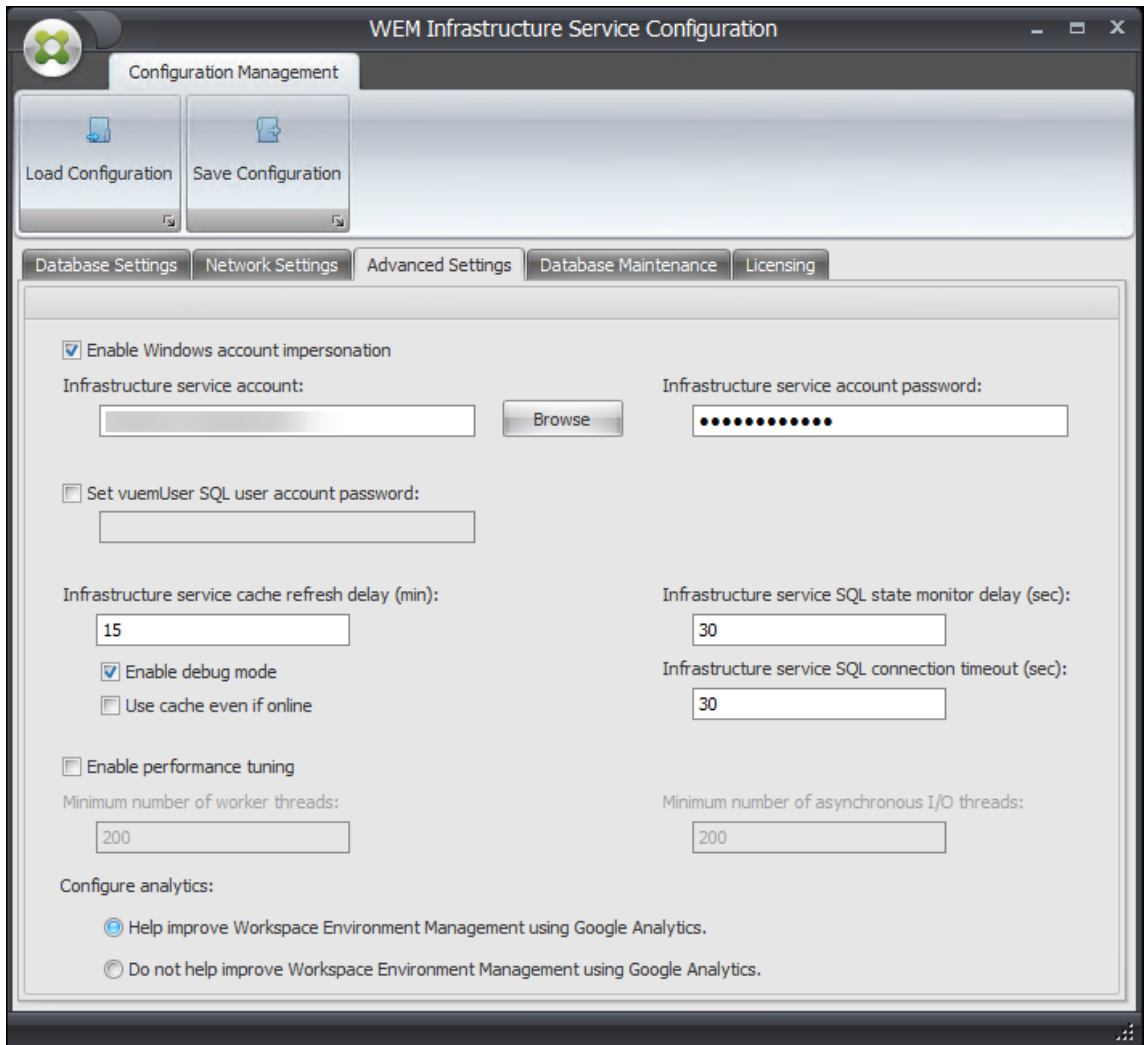 WEM Infrastructure Service Configuration
Configuration Management
Load Configuration
Save Configuration
Database Settings
Network Settings
Advanced Settings
Database Maintenance
Licensing
Enable Windows account impersonation
Infrastructure service account:
Infrastructure service account password:
Browse
••••••••••••
Set vuemUser SQL user account password:
Infrastructure service cache refresh delay (min):
Infrastructure service SQL state monitor delay (sec):
15
30
Enable debug mode
Infrastructure service SQL connection timeout (sec):
Use cache even if online
30
Enable performance tuning
Minimum number of worker threads:
Minimum number of asynchronous I/O threads:
200
200
Configure analytics:
Help improve Workspace Environment Management using Google Analytics.
Do not help improve Workspace Environment Management using Google Analytics.